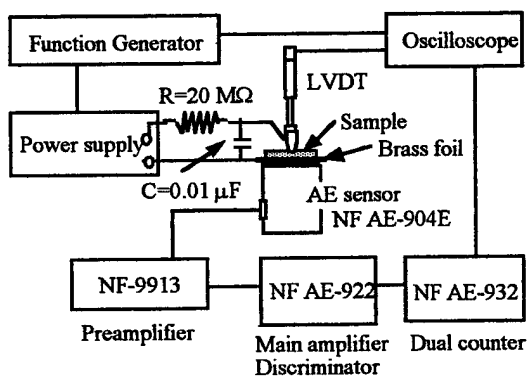 Function Generator
Oscilloscope
LVDT
R=20 MΩ
Power supply
Sample
Brass foil
C=0.01 μF
AE sensor
NF AE-904E
NF-9913
NF AE-922
NF AE-932
Preamplifier
Main amplifier
Discriminator
Dual counter